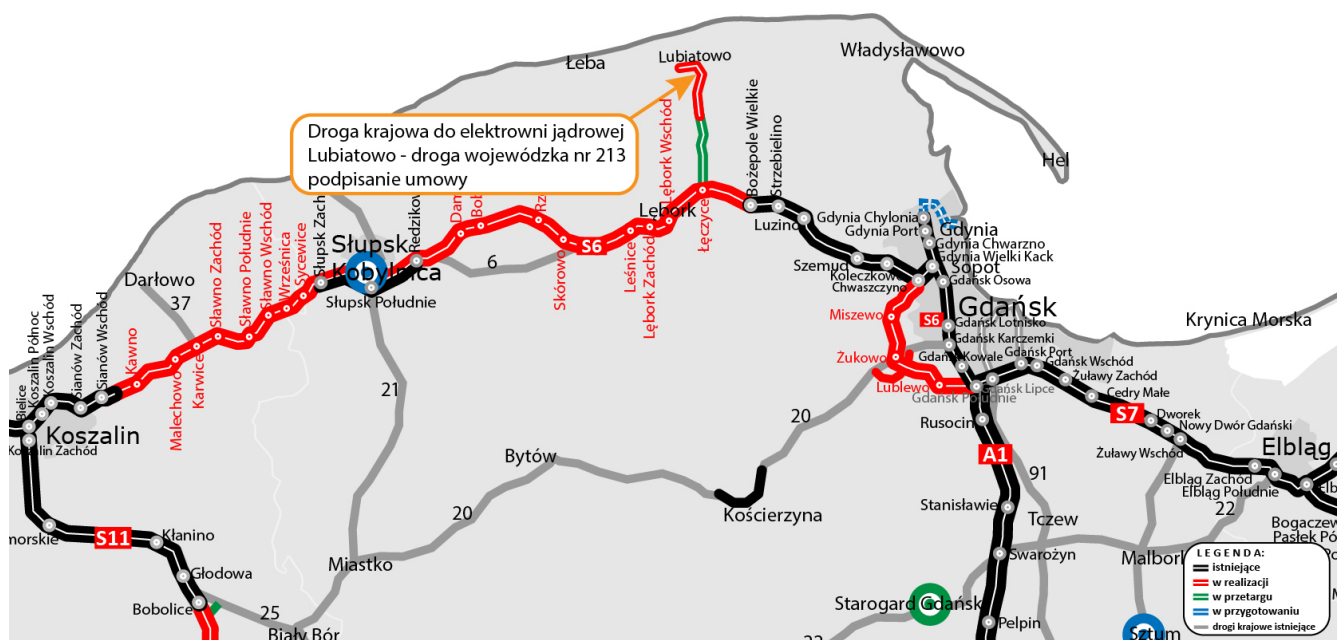 Władysławowo
Łeba
Lubiatowo
Droga krajowa do elektrowni jądrowej
Lubiatowo - droga wojewódzka nr 213
podpisanie umowy
Hel
Lębork Wschód
Łęczyce
Bożepole Wielkie
Strzebielino
Luzino
Szemud
Koleczkowo
Chwaszczyno
Gdynia Chylonia
Gdynia Port
Gdynia
Gdynia Chwarzno
Gdynia Wielki Kack
Sopot
Gdańsk Osowa
Gdańsk
S6
Gdańsk Lotnisko
Gdańsk Karczemki
Gdańsk Kowale
Gdańsk Port
Gdańsk Wschód
Żuławy Zachód
Cedry Małe
Gdańsk Lipce
Gdańsk Południe
Krynica Morska
Miszewo
Żukowo
Lublewo
Lębork
Lębork Zachód
Leśnice
S6
Skórowo
6
Redzikowo
Słupsk
Kobylnica
Słupsk Południe
Sycewice
Wrześnica
Sławno Wschód
Sławno Południe
Sławno Zachód
Darłowo
37
Karwice
Malechowo
Kawno
Sianów Wschód
Sianów Zachód
Koszalin Wschód
Koszalin Północ
Bielice
Koszalin
Koszalin Zachód
21
20
Bytów
20
Kościerzyna
Rusocin
A1
S7
Dworek
Nowy Dwór Gdański
Żuławy Wschód
Elbląg
Elbląg Zachód
Elbląg Południe
22
91
Stanisławie
Tczew
Swarożyn
Malbork
Starogard Gdański
Pelpin
Sztum
S11
Kłanino
Głodowa
Bobolice
25
Miastko
Biały Bór
LEGENDA:
istniejące
w realizacji
w przetargu
w przygotowaniu
drogi krajowe istniejące